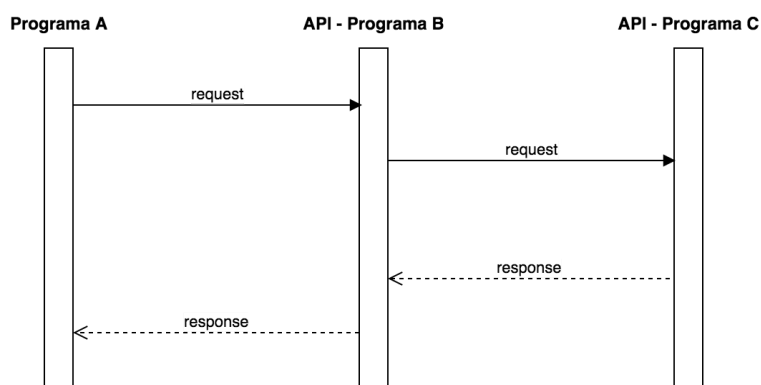 Programa A
API - Programa B
API - Programa C
request
request
response
response